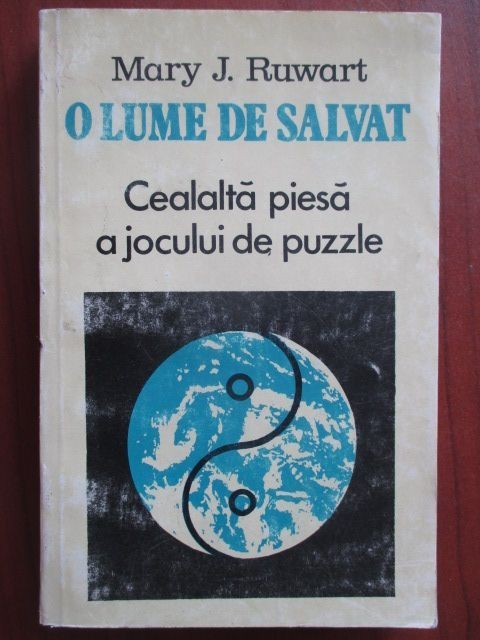 Mary J. Ruwart
O LUME DE SALVAT
Cealaltă piesă
a jocului de puzzle